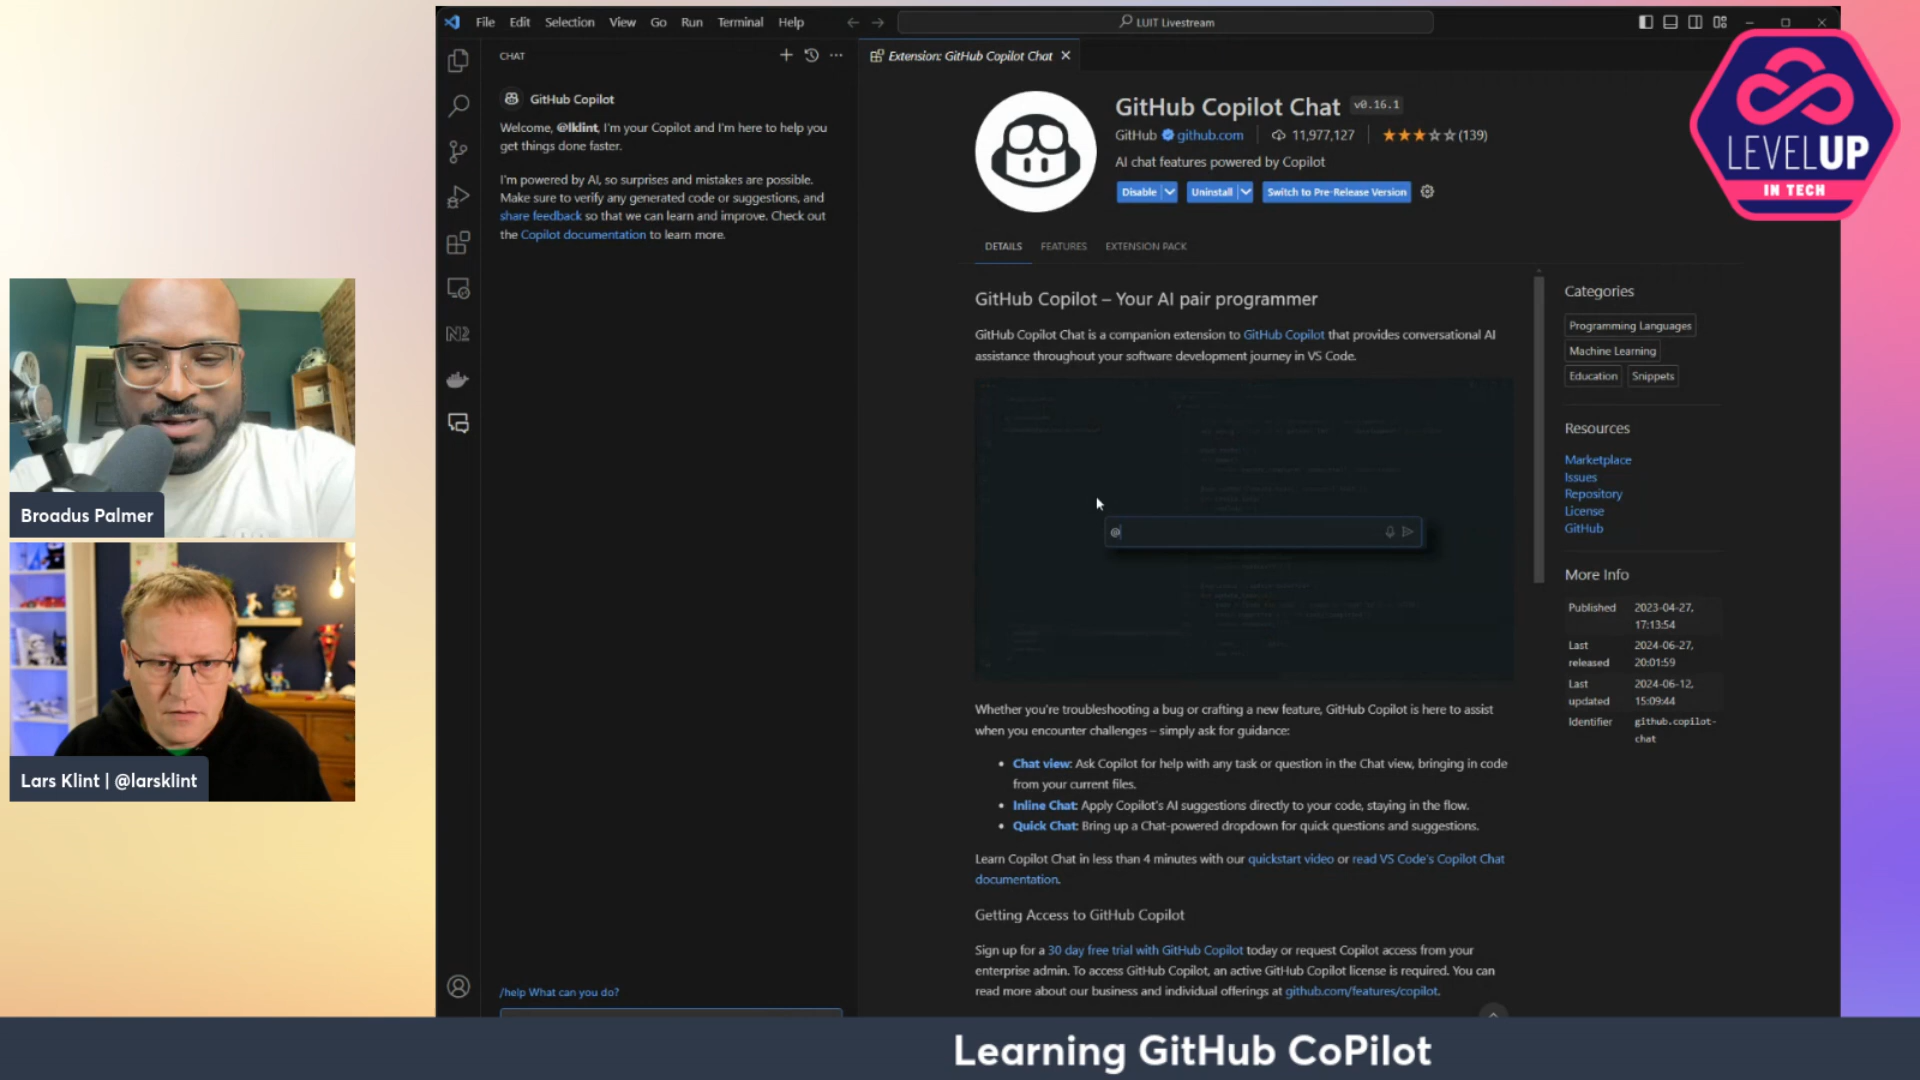 File Edit Selection View Go Run Terminal Help
LUIT Livestream
CHAT
Extension: GitHub Copilot Chat
GitHub Copilot
Welcome, @lklint, I'm your Copilot and I'm here to help you
get things done faster.
I'm powered by AI, so surprises and mistakes are possible.
Make sure to verify any generated code or suggestions, and
share feedback so that we can learn and improve. Check out
the Copilot documentation to learn more.
/help What can you do?
GitHub Copilot Chat v0.16.1
GitHub github.com 11,977,127 (139)
AI chat features powered by Copilot
Disable Uninstall Switch to Pre-Release Version
DETAILS FEATURES EXTENSION PACK
GitHub Copilot – Your AI pair programmer
GitHub Copilot Chat is a companion extension to GitHub Copilot that provides conversational AI
assistance throughout your software development journey in VS Code.
@
Whether you're troubleshooting a bug or crafting a new feature, GitHub Copilot is here to assist
when you encounter challenges – simply ask for guidance:
• Chat view: Ask Copilot for help with any task or question in the Chat view, bringing in code
from your current files.
• Inline Chat: Apply Copilot's AI suggestions directly to your code, staying in the flow.
• Quick Chat: Bring up a Chat-powered dropdown for quick questions and suggestions.
Learn Copilot Chat in less than 4 minutes with our quickstart video or read VS Code's Copilot Chat
documentation.
Getting Access to GitHub Copilot
Sign up for a 30 day free trial with GitHub Copilot today or request Copilot access from your
enterprise admin. To access GitHub Copilot, an active GitHub Copilot license is required. You can
read more about our business and individual offerings at github.com/features/copilot.
Categories
Programming Languages
Machine Learning
Education Snippets
Resources
Marketplace
Issues
Repository
License
GitHub
More Info
Published 2023-04-27,
17:13:54
Last 2024-06-27,
released 20:01:59
Last 2024-06-12,
updated 15:09:44
Identifier github.copilot-
chat
LEVELUP
IN TECH
Broadus Palmer
Lars Klint | @larsklint
Learning GitHub CoPilot